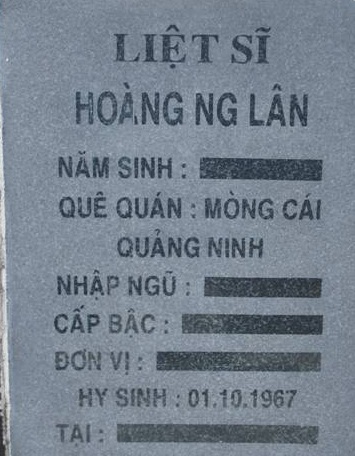 LIỆT SĨ
HOÀNG NG LÂN
NĂM SINH :
QUÊ QUÁN : MÒNG CÁI
QUẢNG NINH
NHẬP NGŨ :
CẤP BẬC :
ĐƠN VỊ :
HY SINH : 01.10.1967
TẠI :